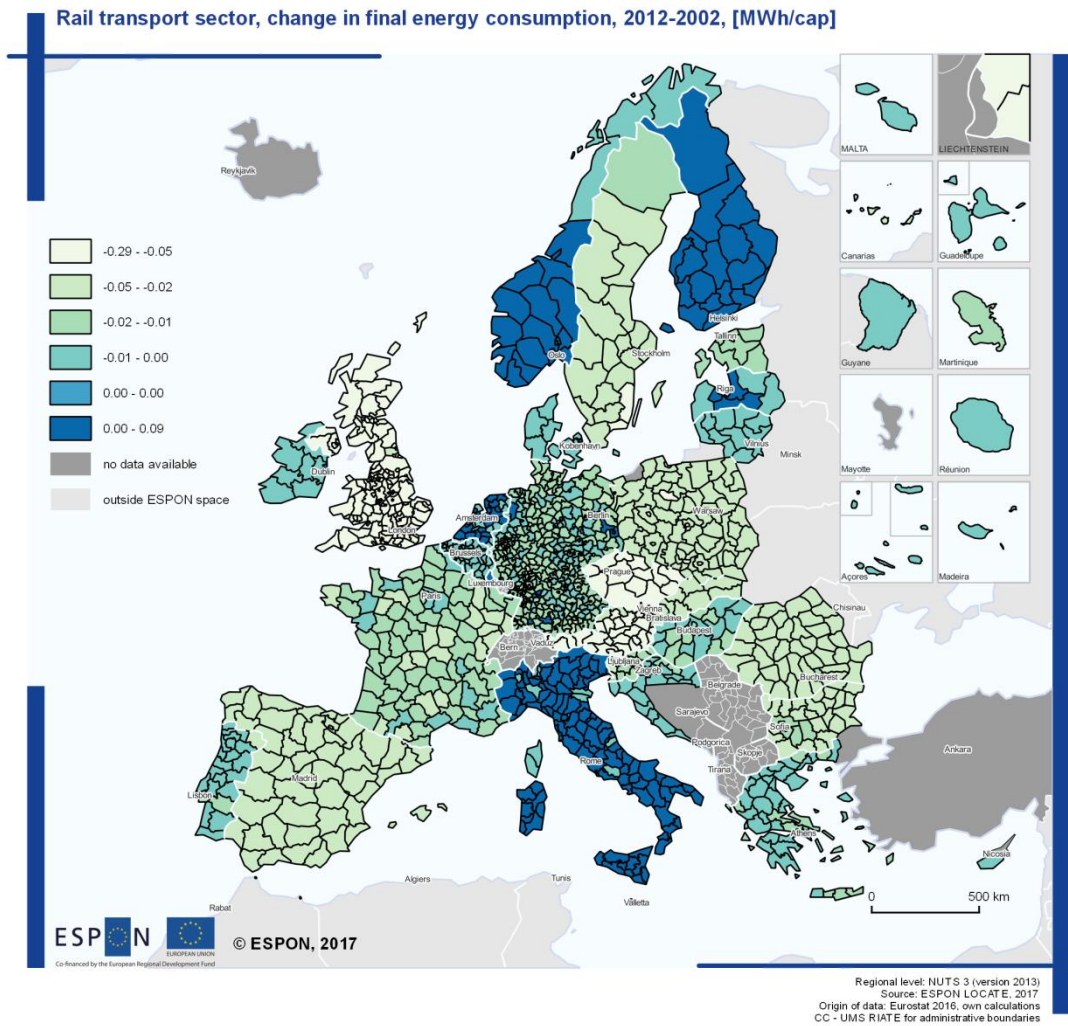 Rail transport sector, change in final energy consumption, 2012-2002, [MWh/cap]
MALTA
LIECHTENSTEIN
Reykjavik
Canarias
Guadeloupe
-0.29 - -0.05
-0.05 - -0.02
-0.02 - -0.01
-0.01 - 0.00
0.00 - 0.00
0.00 - 0.09
no data available
outside ESPON space
Helsinki
Tallinn
Oslo
Stockholm
Guyane
Martinique
Riga
København
Vilnius
Minsk
Mayotte
Réunion
Dublin
Amsterdam
Berlin
Warsaw
London
Brussels
Açores
Madeira
Luxembourg
Prague
Paris
Vienna
Bratislava
Chisinau
Budapest
Bern
Vaduz
Ljubljana
Zagreb
Belgrade
Bucharest
Sarajevo
Sofia
Podgorica
Skopje
Ankara
Rome
Tirana
Madrid
Lisbon
Athens
Nicosia
Algiers
Tunis
Valletta
Rabat
0 500 km
ESPON
EUROPEAN UNION
Co-financed by the European Regional Development Fund
© ESPON, 2017
Regional level: NUTS 3 (version 2013)
Source: ESPON LOCATE, 2017
Origin of data: Eurostat 2016, own calculations
CC - UMS RIATE for administrative boundaries